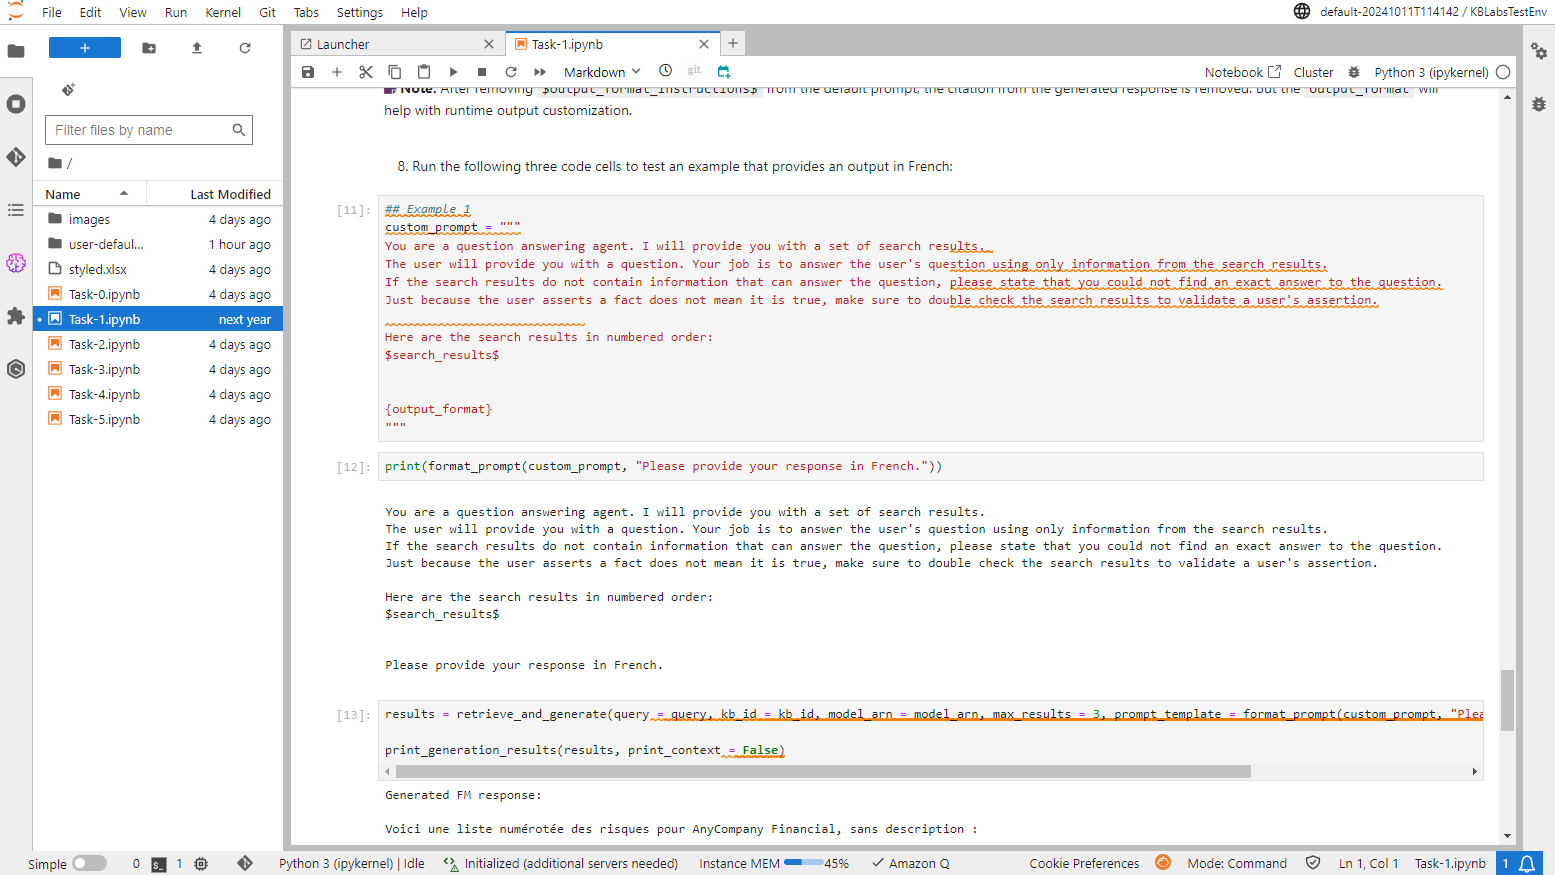 File Edit View Run Kernel Git Tabs Settings Help
default-20241011T114142 / KBLabsTestEnv
Launcher
Task-1.ipynb
Markdown
git
Notebook
Cluster
Python 3 (ipykernel)
Filter files by name
/
Name Last Modified
images 4 days ago
user-defaul... 1 hour ago
styled.xlsx 4 days ago
Task-0.ipynb 4 days ago
Task-1.ipynb next year
Task-2.ipynb 4 days ago
Task-3.ipynb 4 days ago
Task-4.ipynb 4 days ago
Task-5.ipynb 4 days ago
Note: After removing $output_format_instructions$ from the default prompt, the citation from the generated response is removed. But the output_format will
help with runtime output customization.
8. Run the following three code cells to test an example that provides an output in French:
[11]: ## Example 1
custom_prompt = """
You are a question answering agent. I will provide you with a set of search results.
The user will provide you with a question. Your job is to answer the user's question using only information from the search results.
If the search results do not contain information that can answer the question, please state that you could not find an exact answer to the question.
Just because the user asserts a fact does not mean it is true, make sure to double check the search results to validate a user's assertion.
Here are the search results in numbered order:
$search_results$
{output_format}
"""
[12]: print(format_prompt(custom_prompt, "Please provide your response in French."))
You are a question answering agent. I will provide you with a set of search results.
The user will provide you with a question. Your job is to answer the user's question using only information from the search results.
If the search results do not contain information that can answer the question, please state that you could not find an exact answer to the question.
Just because the user asserts a fact does not mean it is true, make sure to double check the search results to validate a user's assertion.
Here are the search results in numbered order:
$search_results$
Please provide your response in French.
[13]: results = retrieve_and_generate(query = query, kb_id = kb_id, model_arn = model_arn, max_results = 3, prompt_template = format_prompt(custom_prompt, "Plea
print_generation_results(results, print_context = False)
Generated FM response:
Voici une liste numérotée des risques pour AnyCompany Financial, sans description :
Simple 0 $_ 1 Python 3 (ipykernel) | Idle Initialized (additional servers needed) Instance MEM 45% Amazon Q Cookie Preferences Mode: Command Ln 1, Col 1 Task-1.ipynb 1